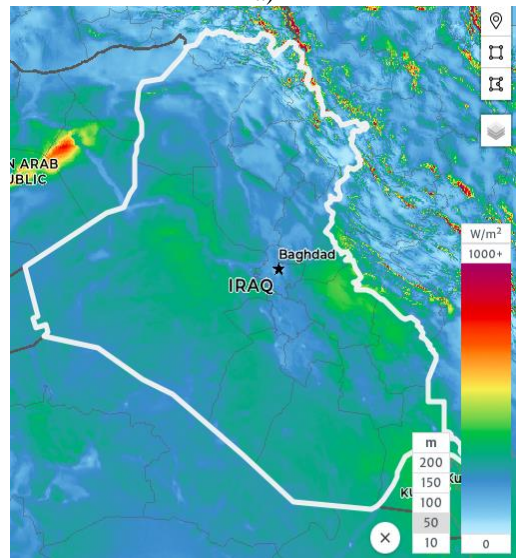 N ARAB
UBLIC
Baghdad
IRAQ
W/m²
1000+
m
200
150
100
50
10
0
KU
Ku